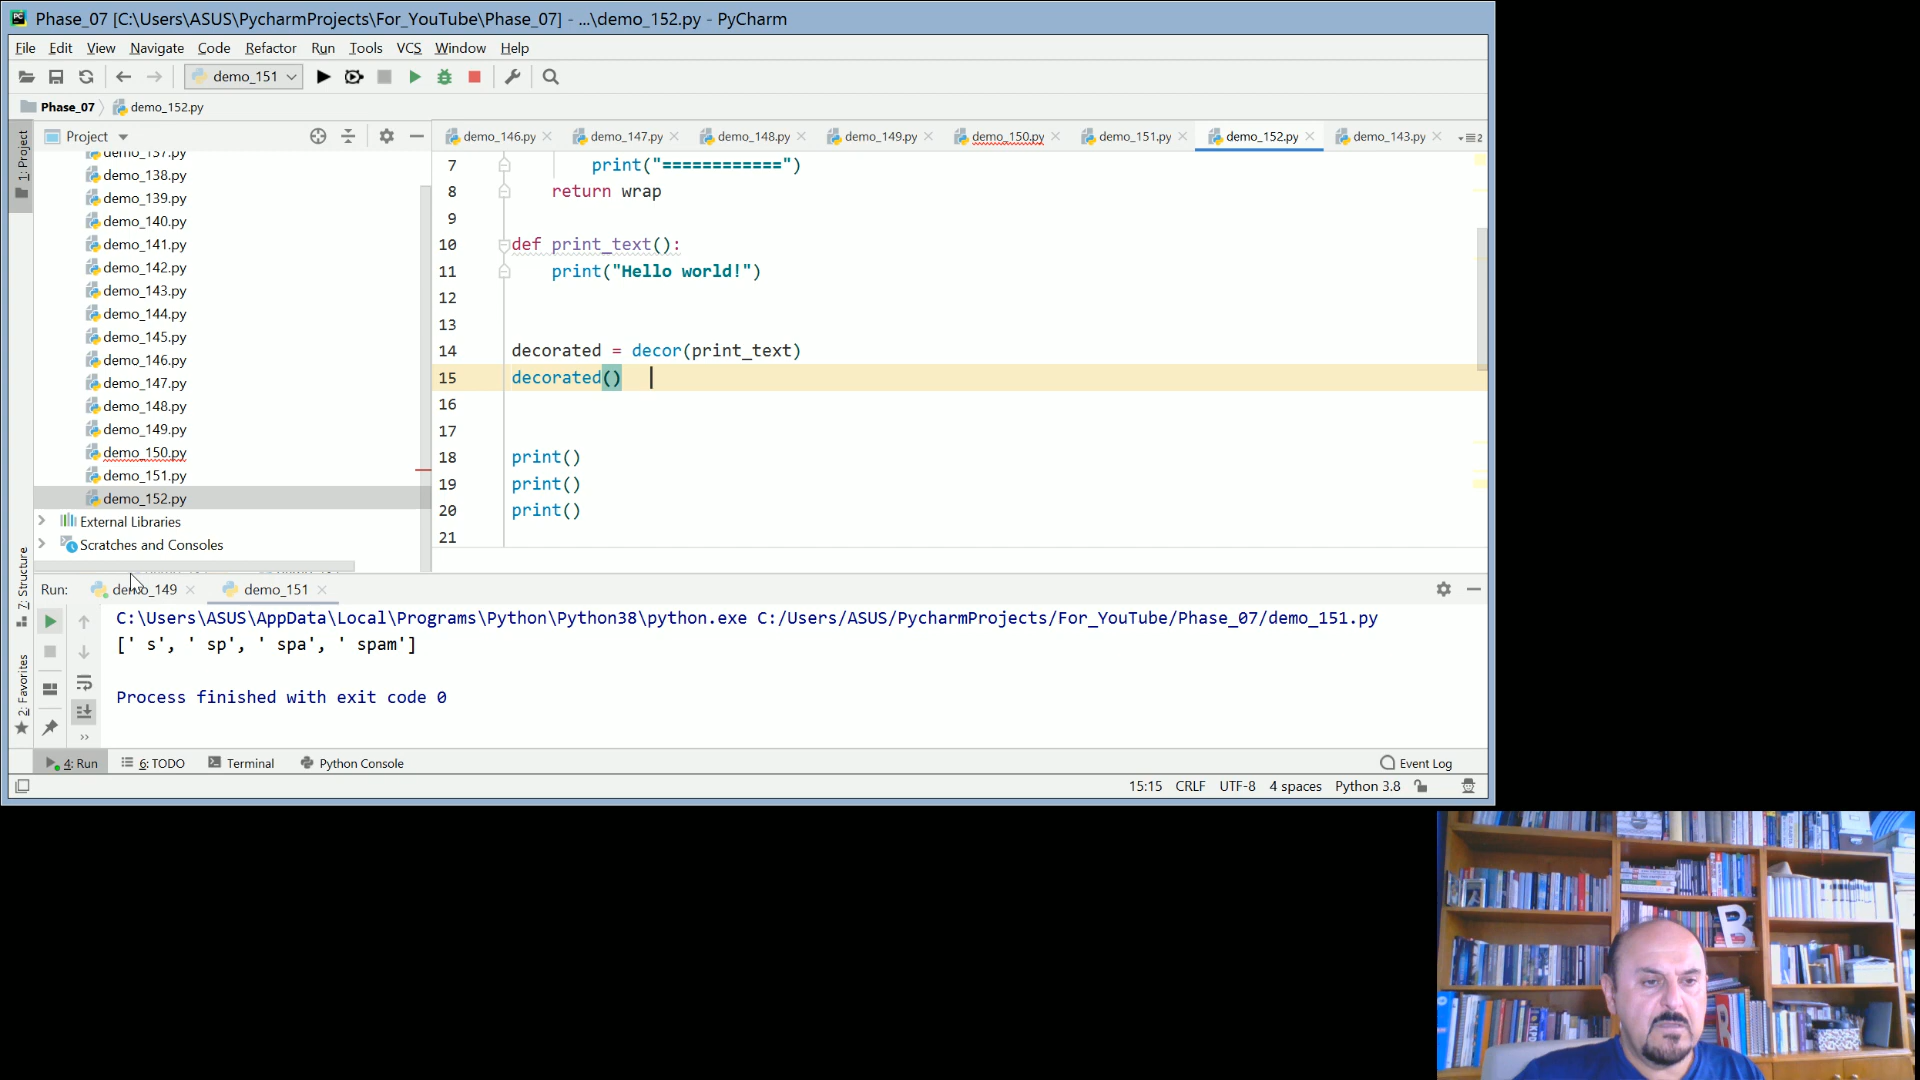 Phase_07 [C:\Users\ASUS\PycharmProjects\For_YouTube\Phase_07] - ...\demo_152.py - PyCharm
File Edit View Navigate Code Refactor Run Tools VCS Window Help
demo_151
Phase_07 demo_152.py
1: Project
Project
demo_146.py demo_147.py demo_148.py demo_149.py demo_150.py demo_151.py demo_152.py demo_143.py
demo_137.py
demo_138.py
demo_139.py
demo_140.py
demo_141.py
demo_142.py
demo_143.py
demo_144.py
demo_145.py
demo_146.py
demo_147.py
demo_148.py
demo_149.py
demo_150.py
demo_151.py
demo_152.py
External Libraries
Scratches and Consoles
7 print("============")
8 return wrap
9
10 def print_text():
11 print("Hello world!")
12
13
14 decorated = decor(print_text)
15 decorated()
16
17
18 print()
19 print()
20 print()
21
7: Structure
2: Favorites
Run: demo_149 demo_151
C:\Users\ASUS\AppData\Local\Programs\Python\Python38\python.exe C:/Users/ASUS/PycharmProjects/For_YouTube/Phase_07/demo_151.py
[' s', ' sp', ' spa', ' spam']
Process finished with exit code 0
4: Run 6: TODO Terminal Python Console Event Log
15:15 CRLF UTF-8 4 spaces Python 3.8